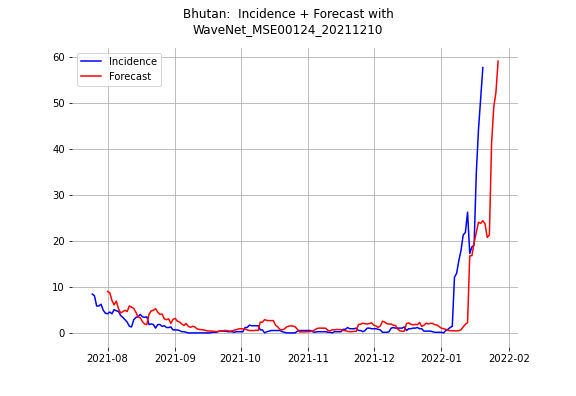 Bhutan:  Incidence + Forecast with
WaveNet_MSE00124_20211210
Incidence
Forecast
60
50
40
30
20
10
0
2021-08 2021-09 2021-10 2021-11 2021-12 2022-01 2022-02